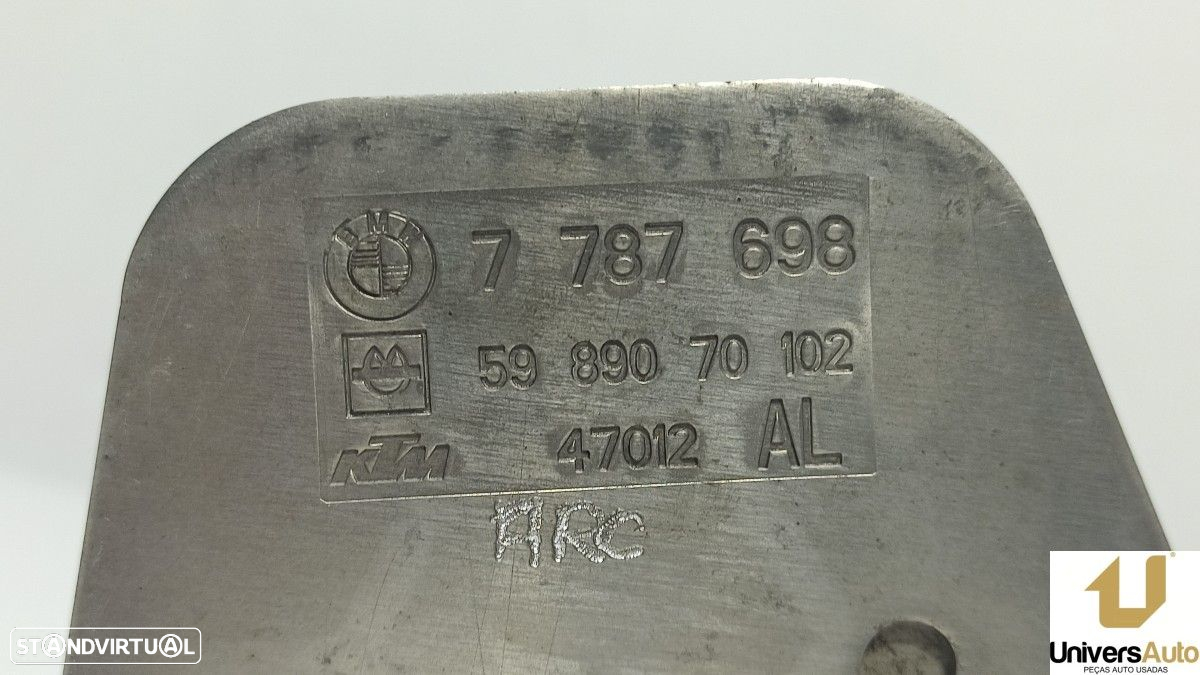 BMW
7 787 698
59 890 70 102
KTM 47012 AL
ARC
STANDVIRTUAL
UniversAuto
PEÇAS AUTO USADAS